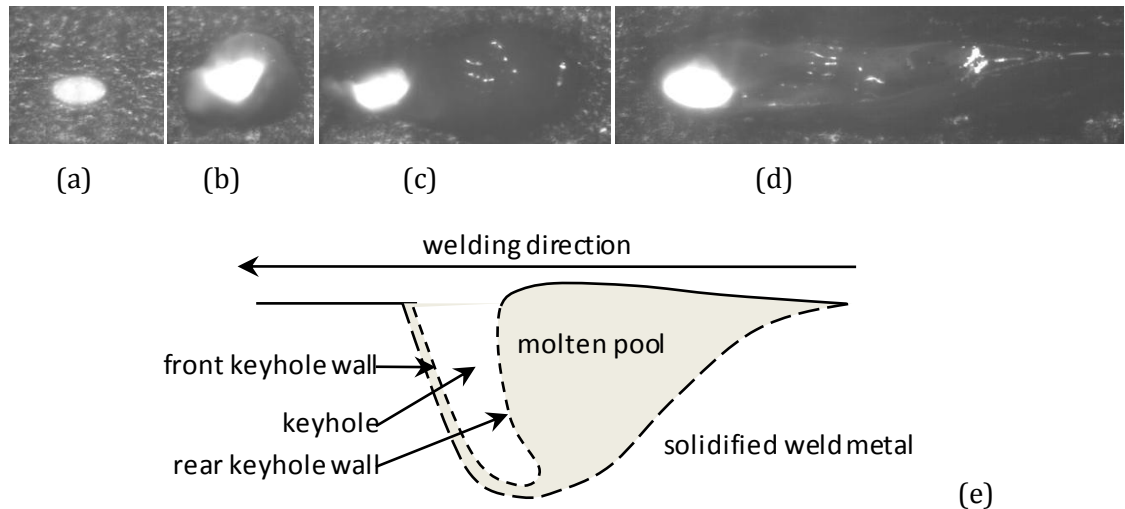 (a)
(b)
(c)
(d)
welding direction
molten pool
front keyhole wall
keyhole
rear keyhole wall
solidified weld metal
(e)